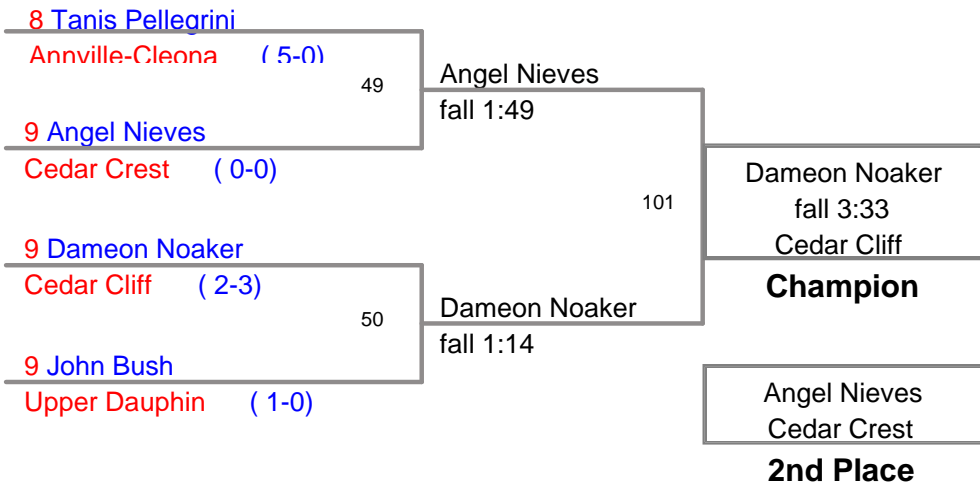 8 Tanis Pellegrini
Annville-Cleona ( 5-0)
49
Angel Nieves
fall 1:49
9 Angel Nieves
Cedar Crest ( 0-0)
101
Dameon Noaker
fall 3:33
Cedar Cliff
Champion
9 Dameon Noaker
Cedar Cliff ( 2-3)
50
Dameon Noaker
fall 1:14
9 John Bush
Upper Dauphin ( 1-0)
Angel Nieves
Cedar Crest
2nd Place